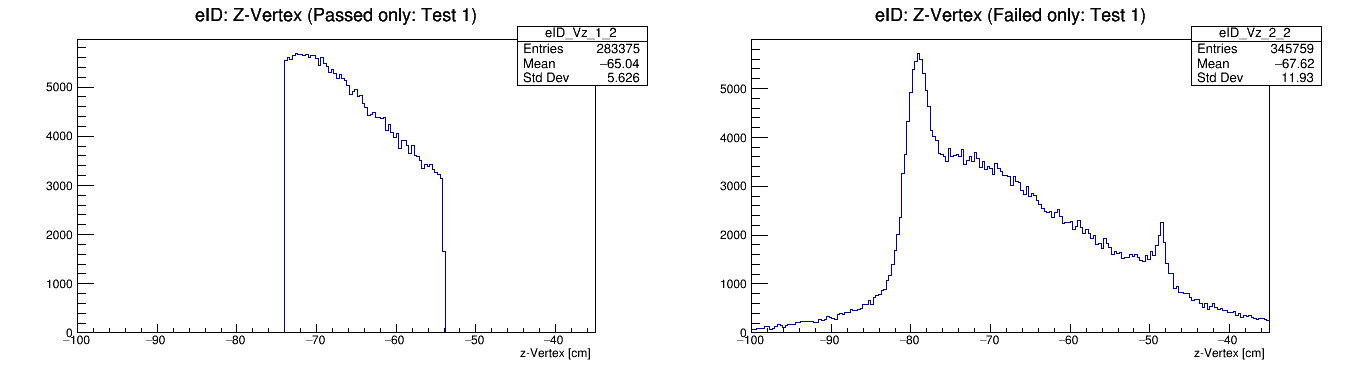 eID: Z-Vertex (Passed only: Test 1)
eID_Vz_1_2
Entries 283375
Mean −65.04
Std Dev 5.626
5000
4000
3000
2000
1000
0
−100 −90 −80 −70 −60 −50 −40
z-Vertex [cm]
eID: Z-Vertex (Failed only: Test 1)
eID_Vz_2_2
Entries 345759
Mean −67.62
Std Dev 11.93
5000
4000
3000
2000
1000
0
−100 −90 −80 −70 −60 −50 −40
z-Vertex [cm]